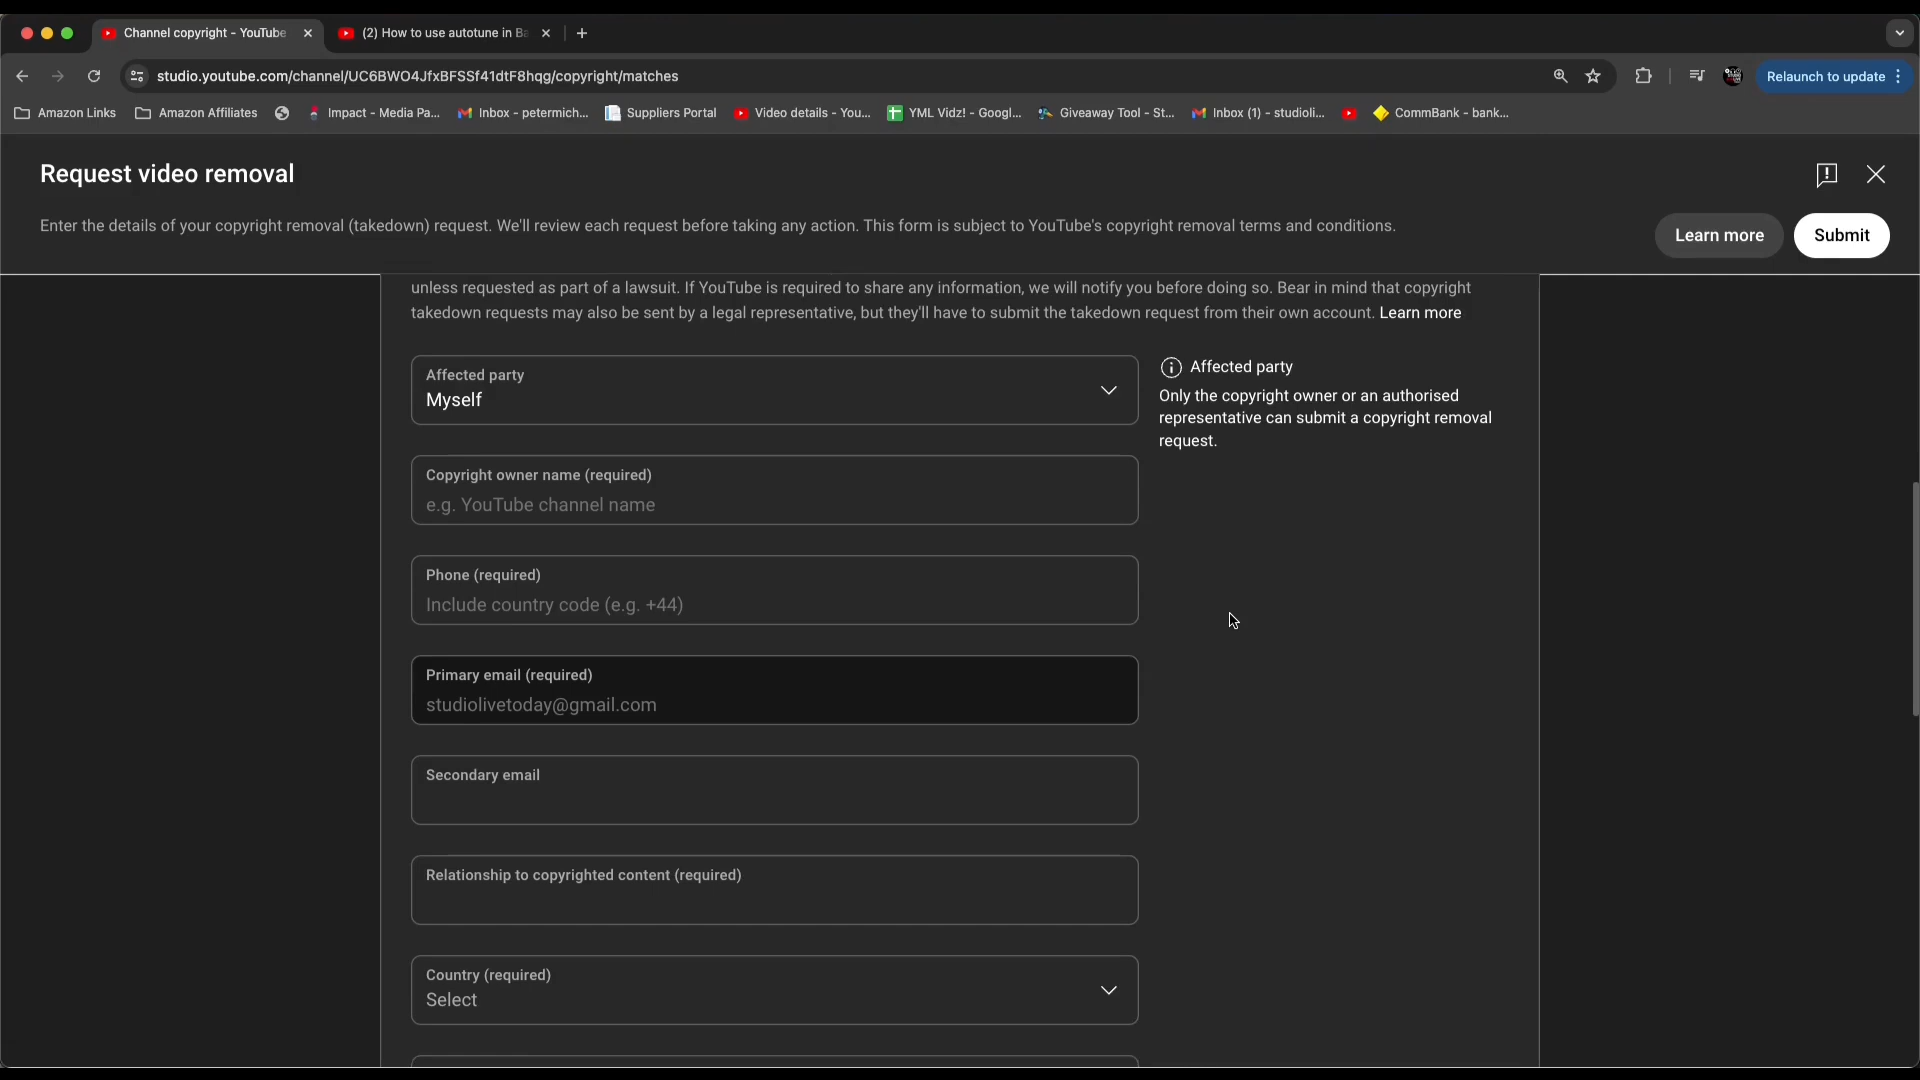 Channel copyright - YouTube
(2) How to use autotune in Ba
studio.youtube.com/channel/UC6BWO4JfxBFSSf41dtF8hqg/copyright/matches
Relaunch to update
Amazon Links
Amazon Affiliates
Impact - Media Pa...
Inbox - petermich...
Suppliers Portal
Video details - You...
YML Vidz! - Googl...
Giveaway Tool - St...
Inbox (1) - studioli...
CommBank - bank...
Request video removal
Enter the details of your copyright removal (takedown) request. We'll review each request before taking any action. This form is subject to YouTube's copyright removal terms and conditions.
Learn more
Submit
unless requested as part of a lawsuit. If YouTube is required to share any information, we will notify you before doing so. Bear in mind that copyright
takedown requests may also be sent by a legal representative, but they'll have to submit the takedown request from their own account. Learn more
Affected party
Myself
Affected party
Only the copyright owner or an authorised
representative can submit a copyright removal
request.
Copyright owner name (required)
e.g. YouTube channel name
Phone (required)
Include country code (e.g. +44)
Primary email (required)
studiolivetoday@gmail.com
Secondary email
Relationship to copyrighted content (required)
Country (required)
Select